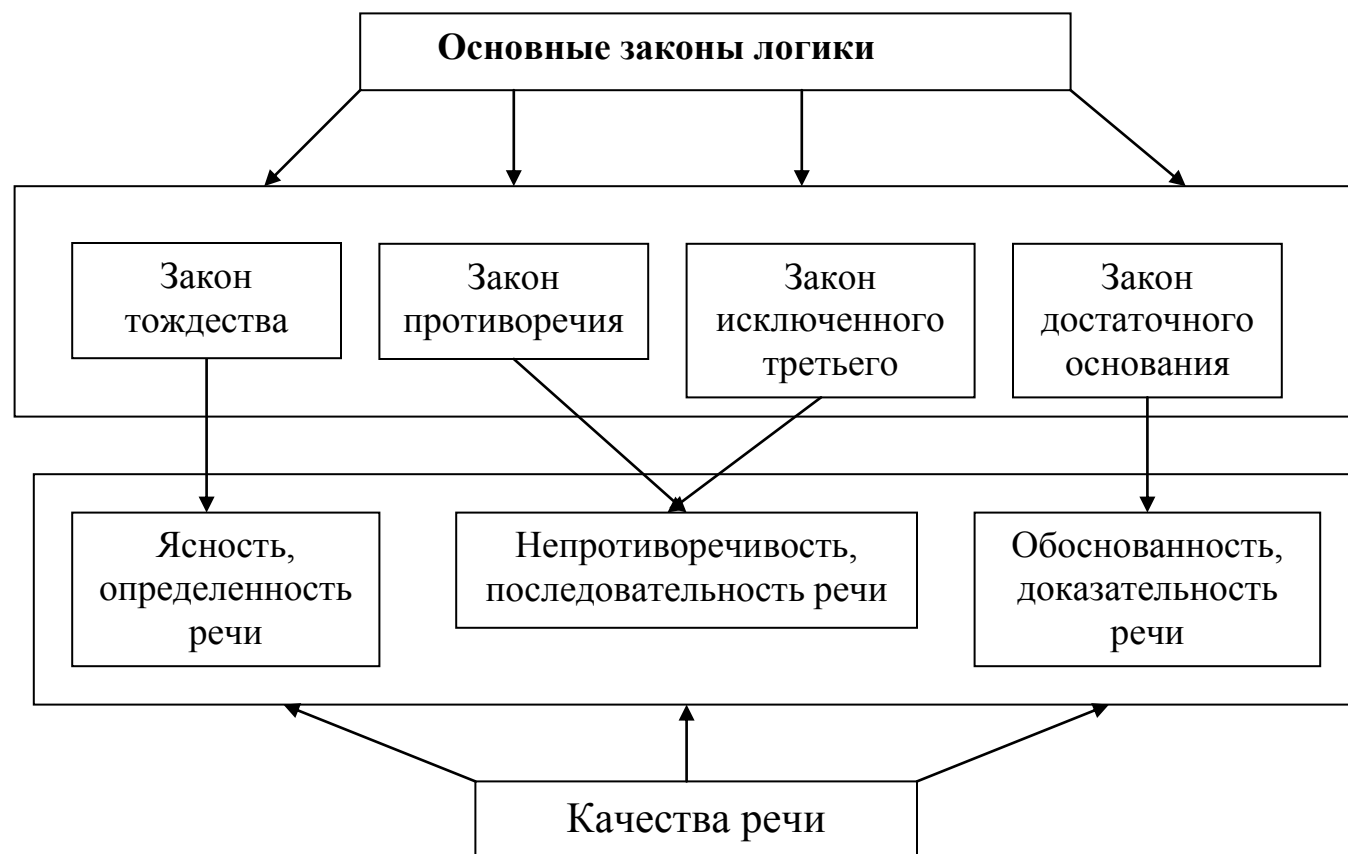 Основные законы логики
Закон
тождества
Закон
противоречия
Закон
исключенного
третьего
Закон
достаточного
основания
Ясность,
определенность
речи
Непротиворечивость,
последовательность речи
Обоснованность,
доказательность
речи
Качества речи